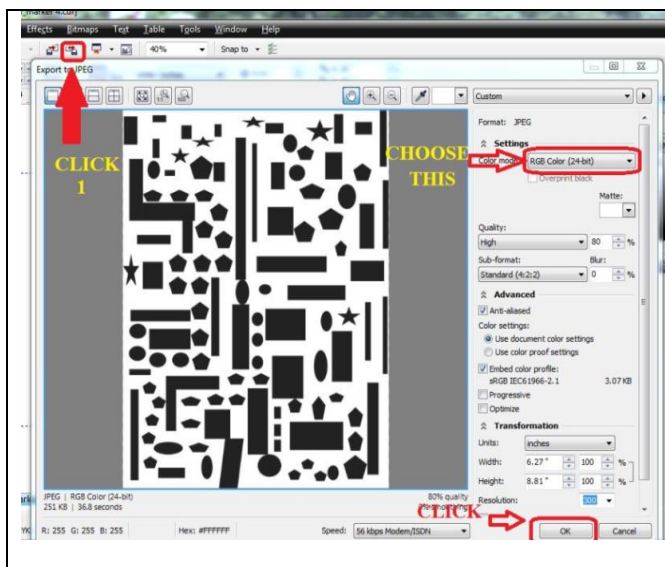 _marker 4.cdr]
Effects Bitmaps Text Table Tools Window Help
40% Snap to
Export to JPEG
Custom
Format: JPEG
Settings
CLICK
1
CHOOSE
THIS
Color mode: RGB Color (24-bit)
Overprint black
Matte:
Quality:
High 80 %
Sub-format: Blur:
Standard (4:2:2) 0 %
Advanced
Anti-aliased
Color settings:
Use document color settings
Use color proof settings
Embed color profile:
sRGB IEC61966-2.1 3.07 KB
Progressive
Optimize
Transformation
Units: inches
Width: 6.27 " 100 %
Height: 8.81 " 100 %
Resolution: 300
JPEG | RGB Color (24-bit) 80% quality
251 KB | 36.8 seconds
CLICK
R: 255 G: 255 B: 255 Hex: #FFFFFF Speed: 56 kbps Modem/ISDN OK Cancel